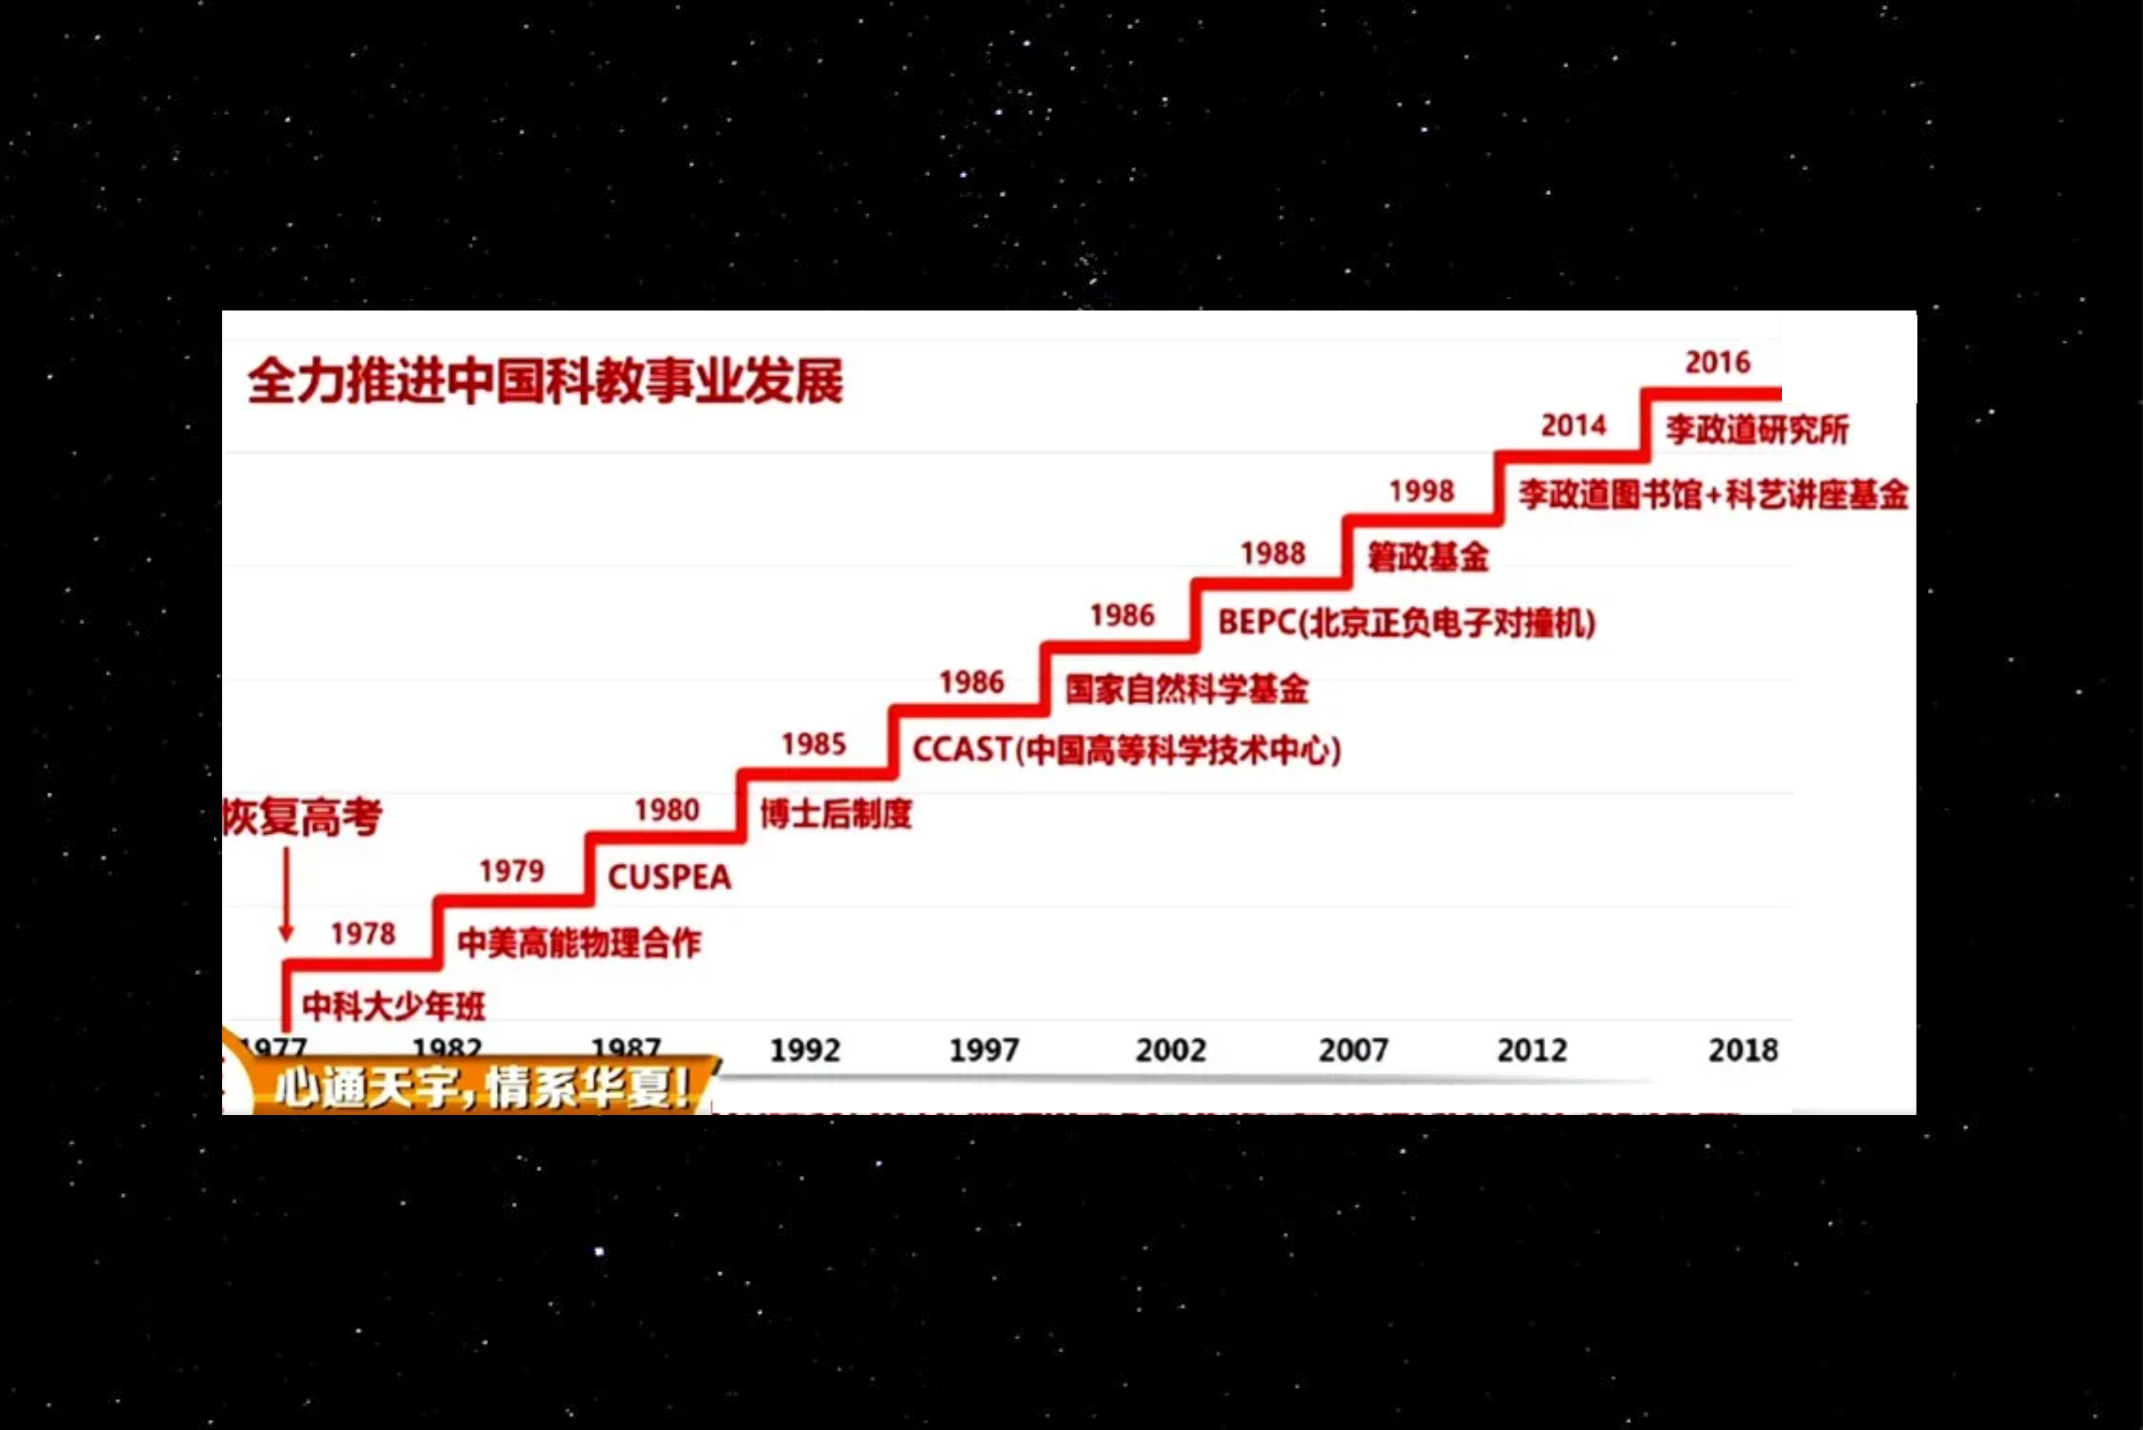 全力推进中国科教事业发展
2016
李政道研究所
2014
李政道图书馆+科艺讲座基金
1998
箬政基金
1988
BEPC(北京正负电子对撞机)
1986
国家自然科学基金
1986
CCAST(中国高等科学技术中心)
1985
博士后制度
1980
CUSPEA
1979
中美高能物理合作
恢复高考
1978
中科大少年班
1977 1982 1987 1992 1997 2002 2007 2012 2018
心通天宇,情系华夏!